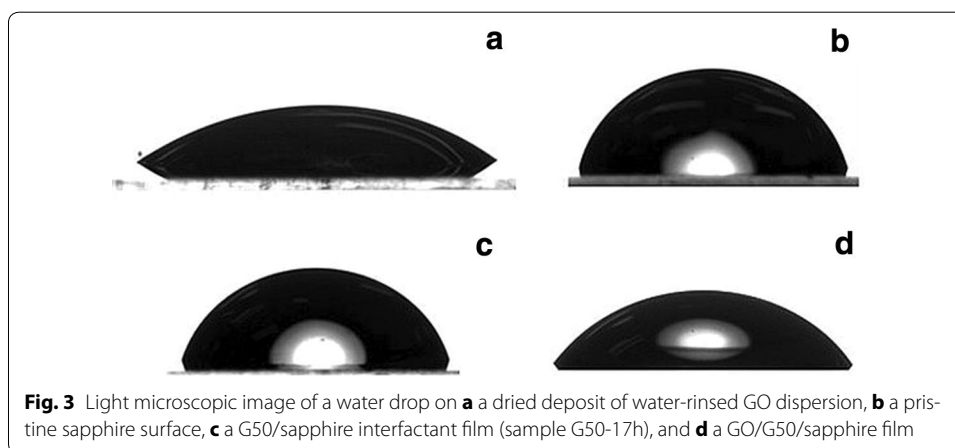 a
b
c
d
Fig. 3 Light microscopic image of a water drop on a a dried deposit of water-rinsed GO dispersion, b a pris-
tine sapphire surface, c a G50/sapphire interfactant film (sample G50-17h), and d a GO/G50/sapphire film